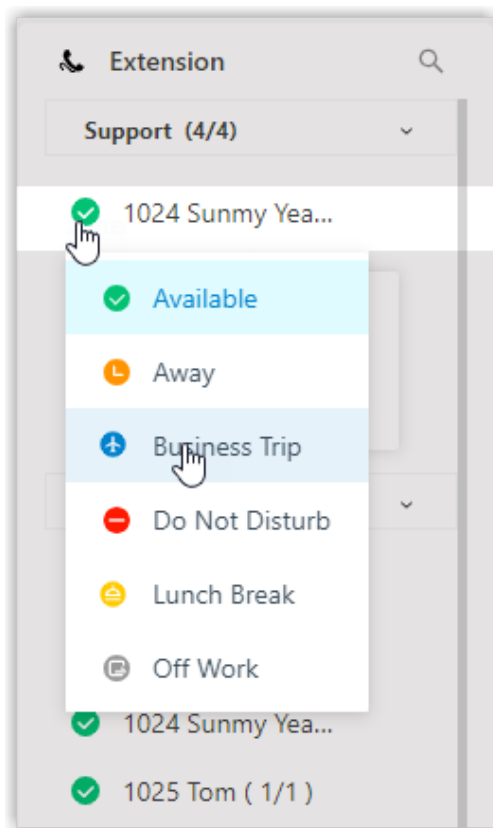 Extension
Support (4/4)
1024 Sunmy Yea...
Available
Away
Business Trip
Do Not Disturb
Lunch Break
Off Work
1024 Sunmy Yea...
1025 Tom ( 1/1 )